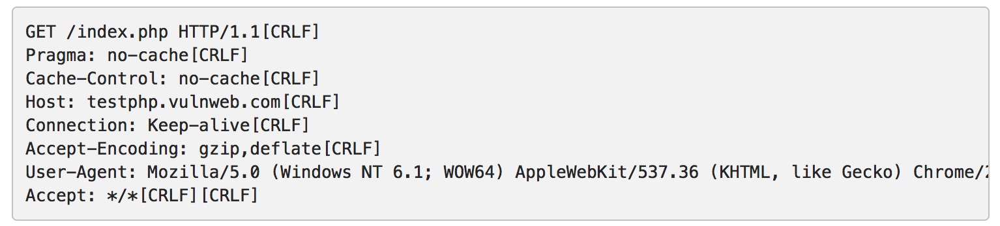 GET /index.php HTTP/1.1[CRLF]
Pragma: no-cache[CRLF]
Cache-Control: no-cache[CRLF]
Host: testphp.vulnweb.com[CRLF]
Connection: Keep-alive[CRLF]
Accept-Encoding: gzip,deflate[CRLF]
User-Agent: Mozilla/5.0 (Windows NT 6.1; WOW64) AppleWebKit/537.36 (KHTML, like Gecko) Chrome/
Accept: */*[CRLF][CRLF]